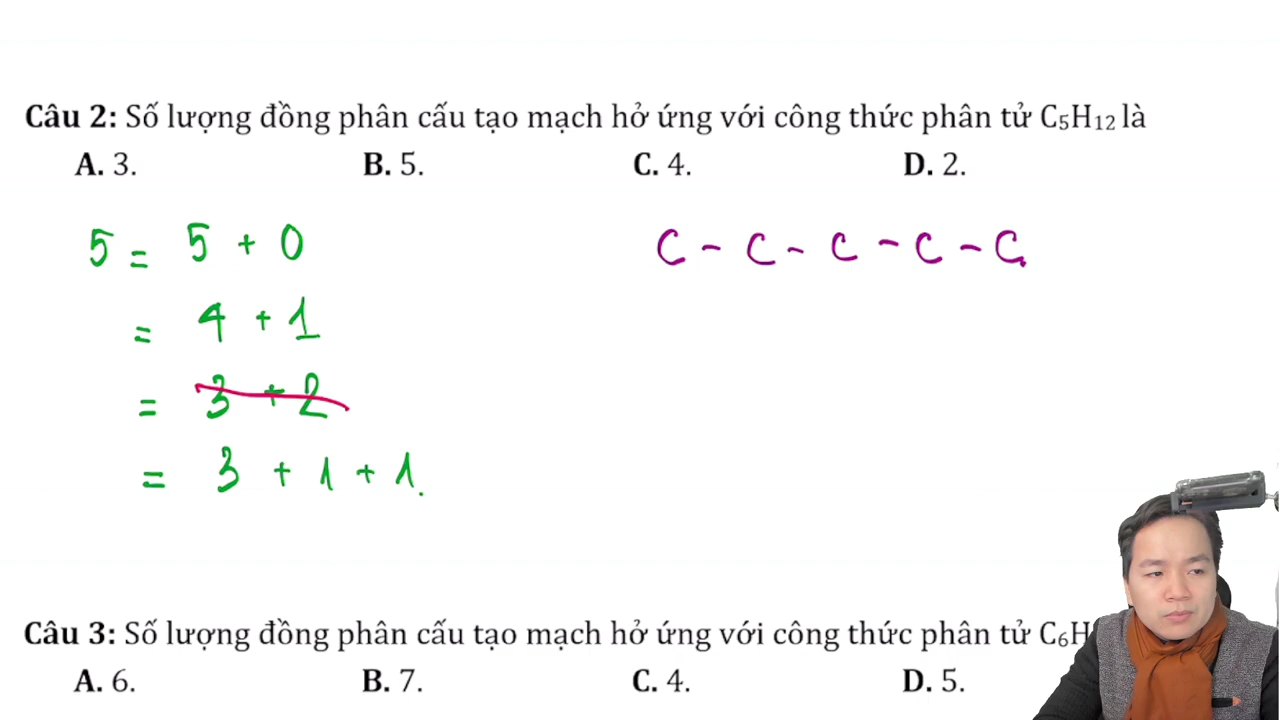 Câu 2: Số lượng đồng phân cấu tạo mạch hở ứng với công thức phân tử C₅H₁₂ là
A. 3. B. 5. C. 4. D. 2.
5 = 5 + 0 C - C - C - C - C
= 4 + 1
= 3 + 2
= 3 + 1 + 1.
Câu 3: Số lượng đồng phân cấu tạo mạch hở ứng với công thức phân tử C₆H
A. 6. B. 7. C. 4. D. 5.